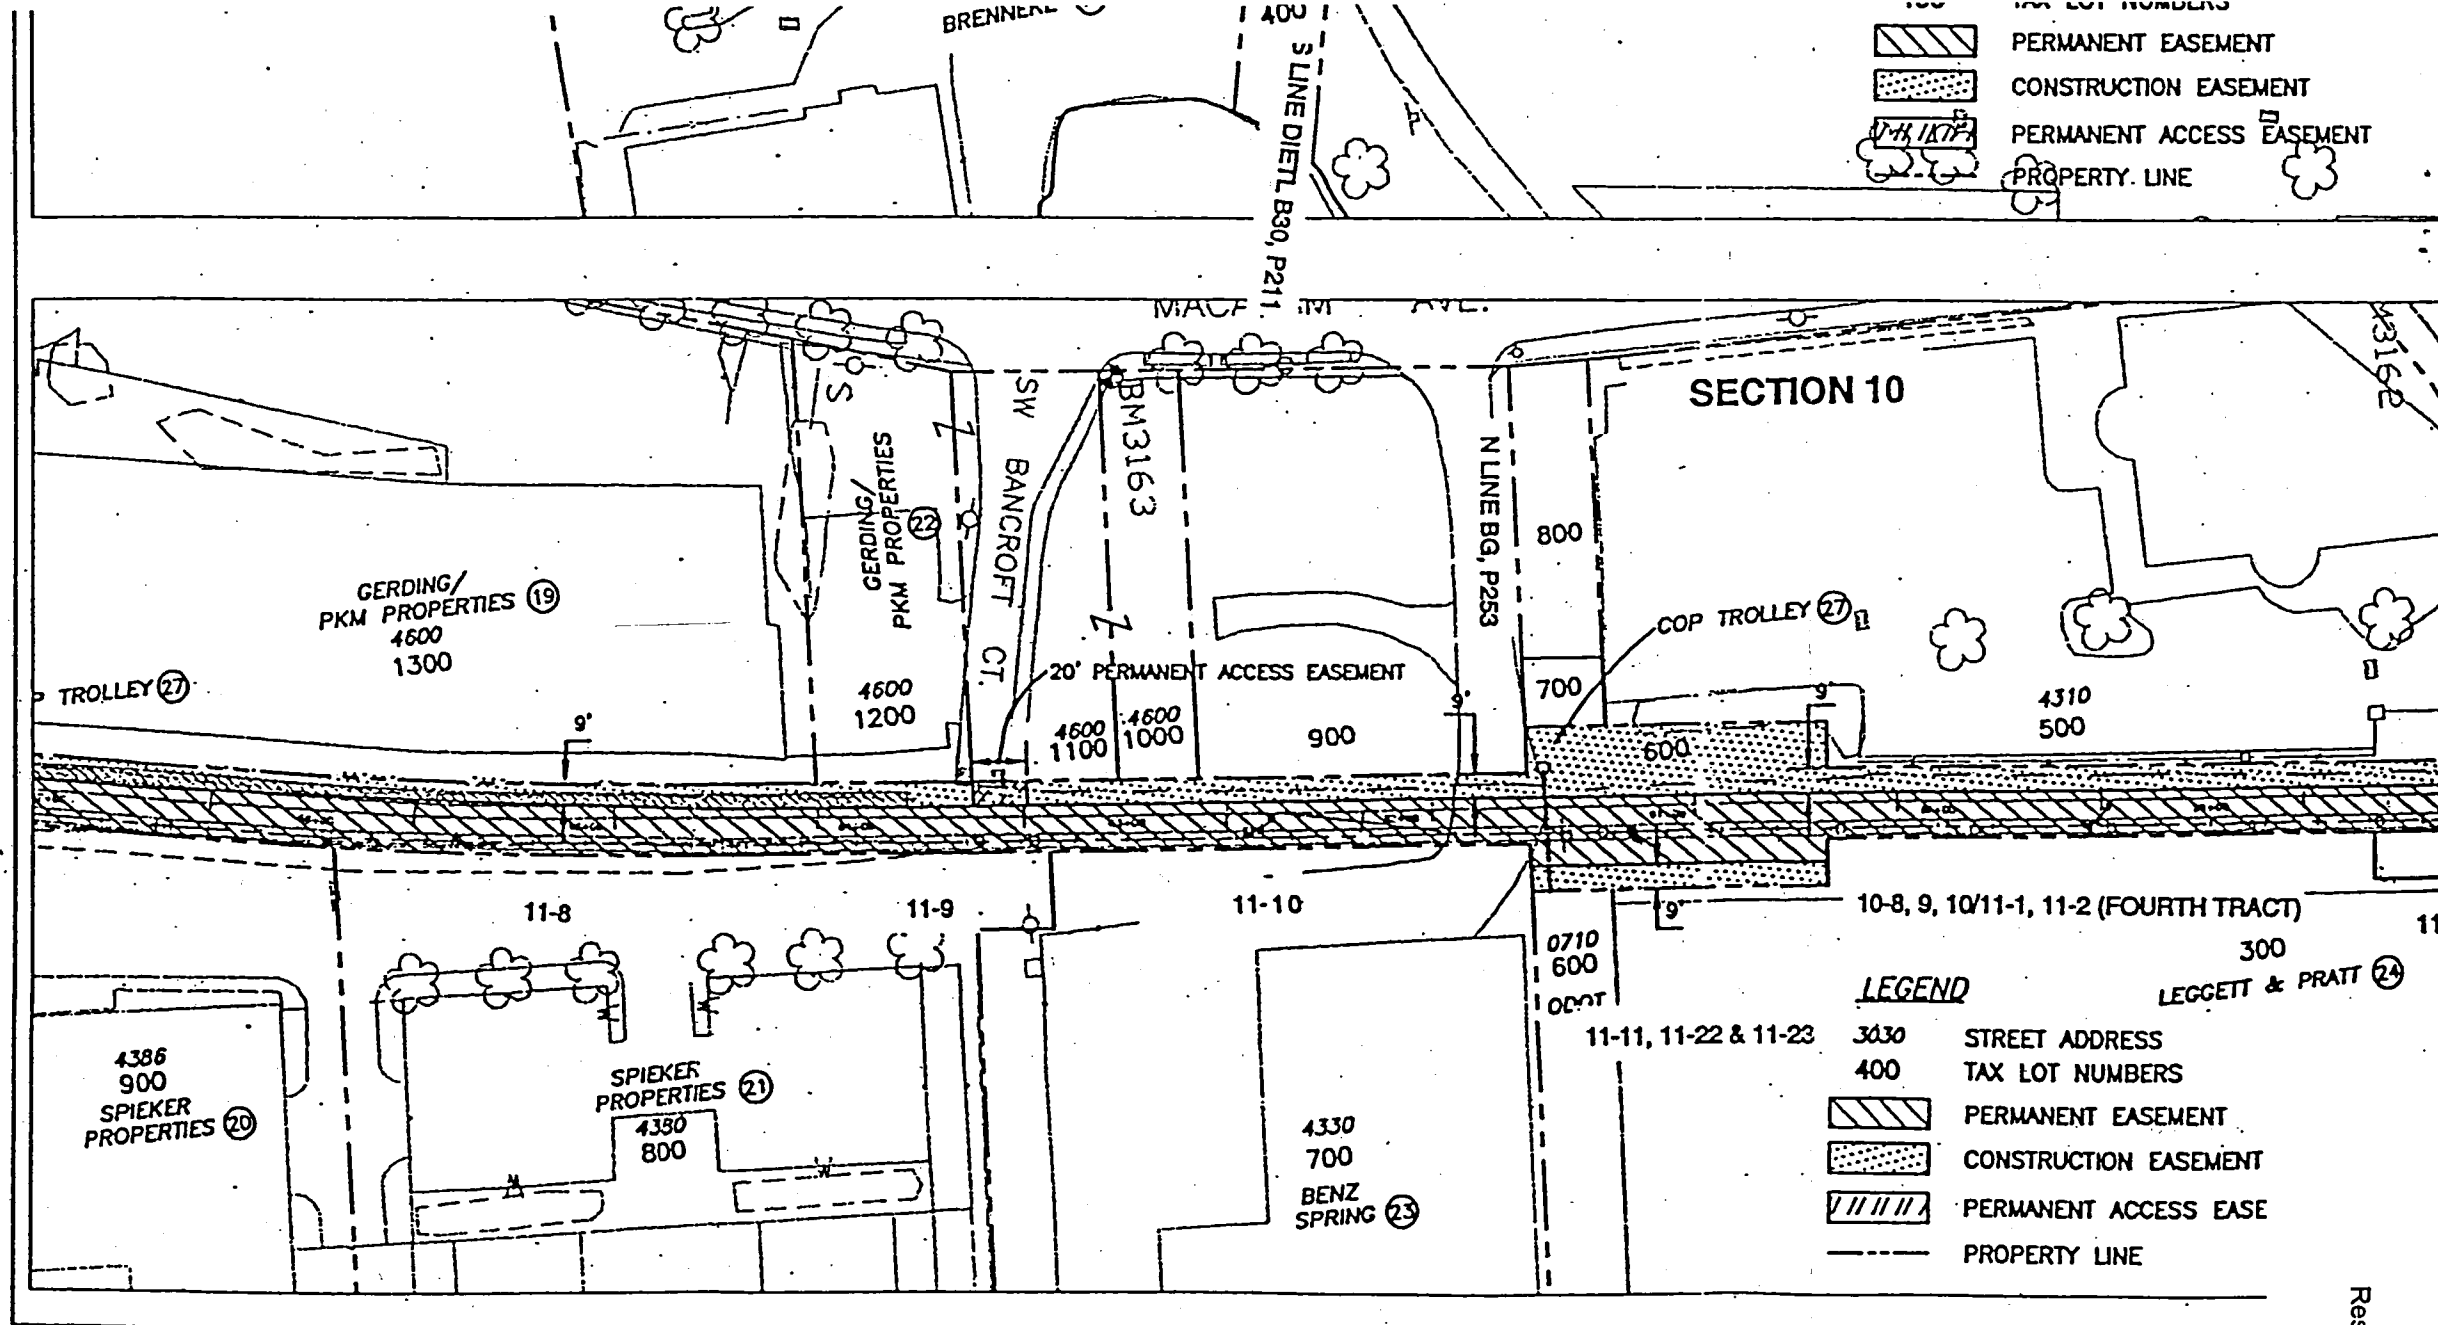 400
S LINE DIETL B30, P211
TAX LOT NUMBERS
PERMANENT EASEMENT
CONSTRUCTION EASEMENT
PERMANENT ACCESS EASEMENT
PROPERTY LINE
AVE.
SECTION 10
43162
S
SW BANCROFT CT.
BM3163
N LINE BG, P253
GERDING/
PKM PROPERTIES 22
800
GERDING/
PKM PROPERTIES 19
4600
1300
COP TROLLEY 27
TROLLEY 27
20' PERMANENT ACCESS EASEMENT
4600
1200
4600
1100
4600
1000
900
700
600
4310
500
9'
9'
9'
9'
11-8
11-9
11-10
10-8, 9, 10/11-1, 11-2 (FOURTH TRACT)
11
300
LEGGETT & PRATT 24
0710
600
ODOT
11-11, 11-22 & 11-23
4386
900
SPIEKER
PROPERTIES 20
SPIEKER
PROPERTIES 21
4380
800
4330
700
BENZ
SPRING 23
LEGEND
3030 STREET ADDRESS
400 TAX LOT NUMBERS
PERMANENT EASEMENT
CONSTRUCTION EASEMENT
PERMANENT ACCESS EASE
PROPERTY LINE
Res